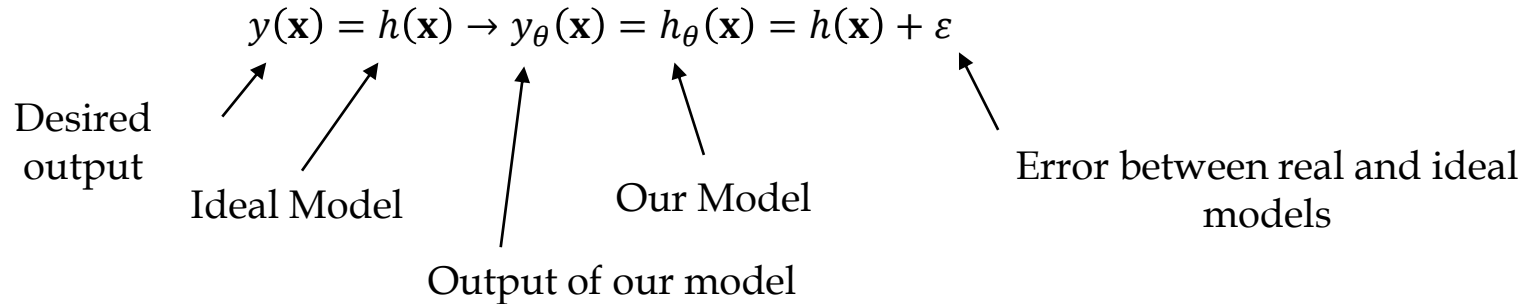 y(𝐱) = h(𝐱) → y_θ(𝐱) = h_θ(𝐱) = h(𝐱) + ε
Desired
output
Ideal Model
Output of our model
Our Model
Error between real and ideal
models